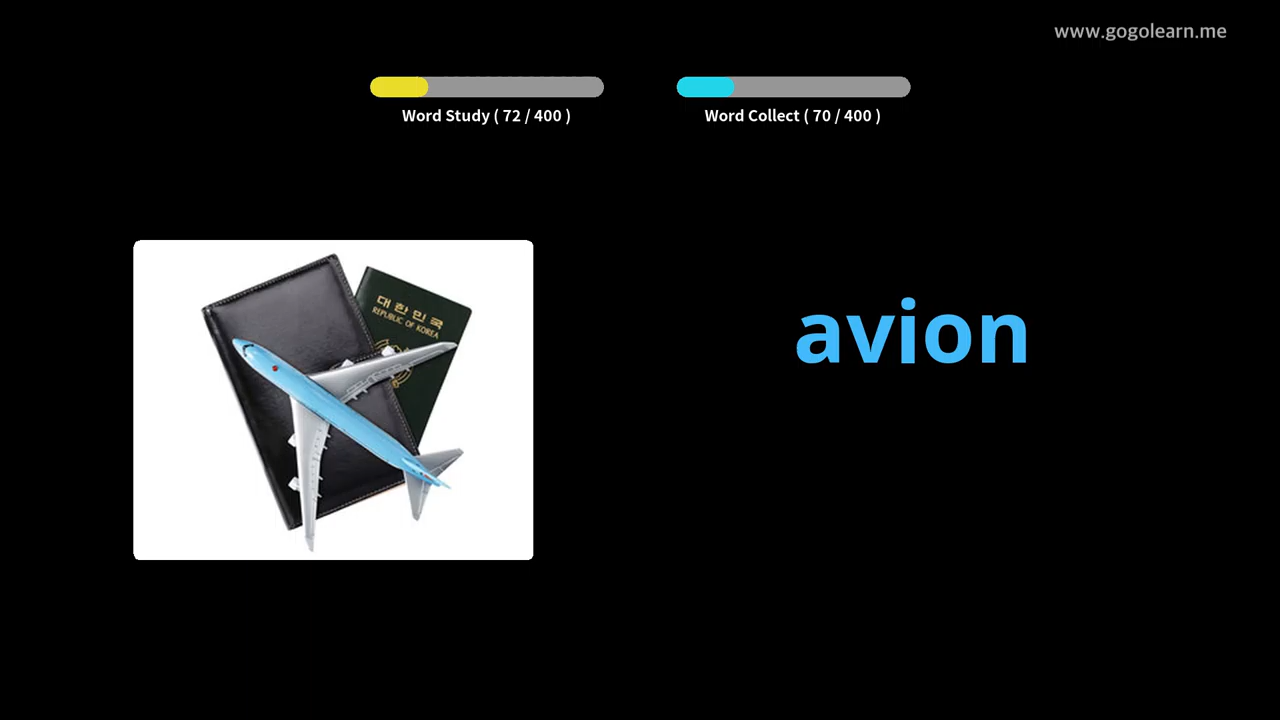 www.gogolearn.me
Word Study ( 72 / 400 )
Word Collect ( 70 / 400 )
대한민국
REPUBLIC OF KOREA
avion